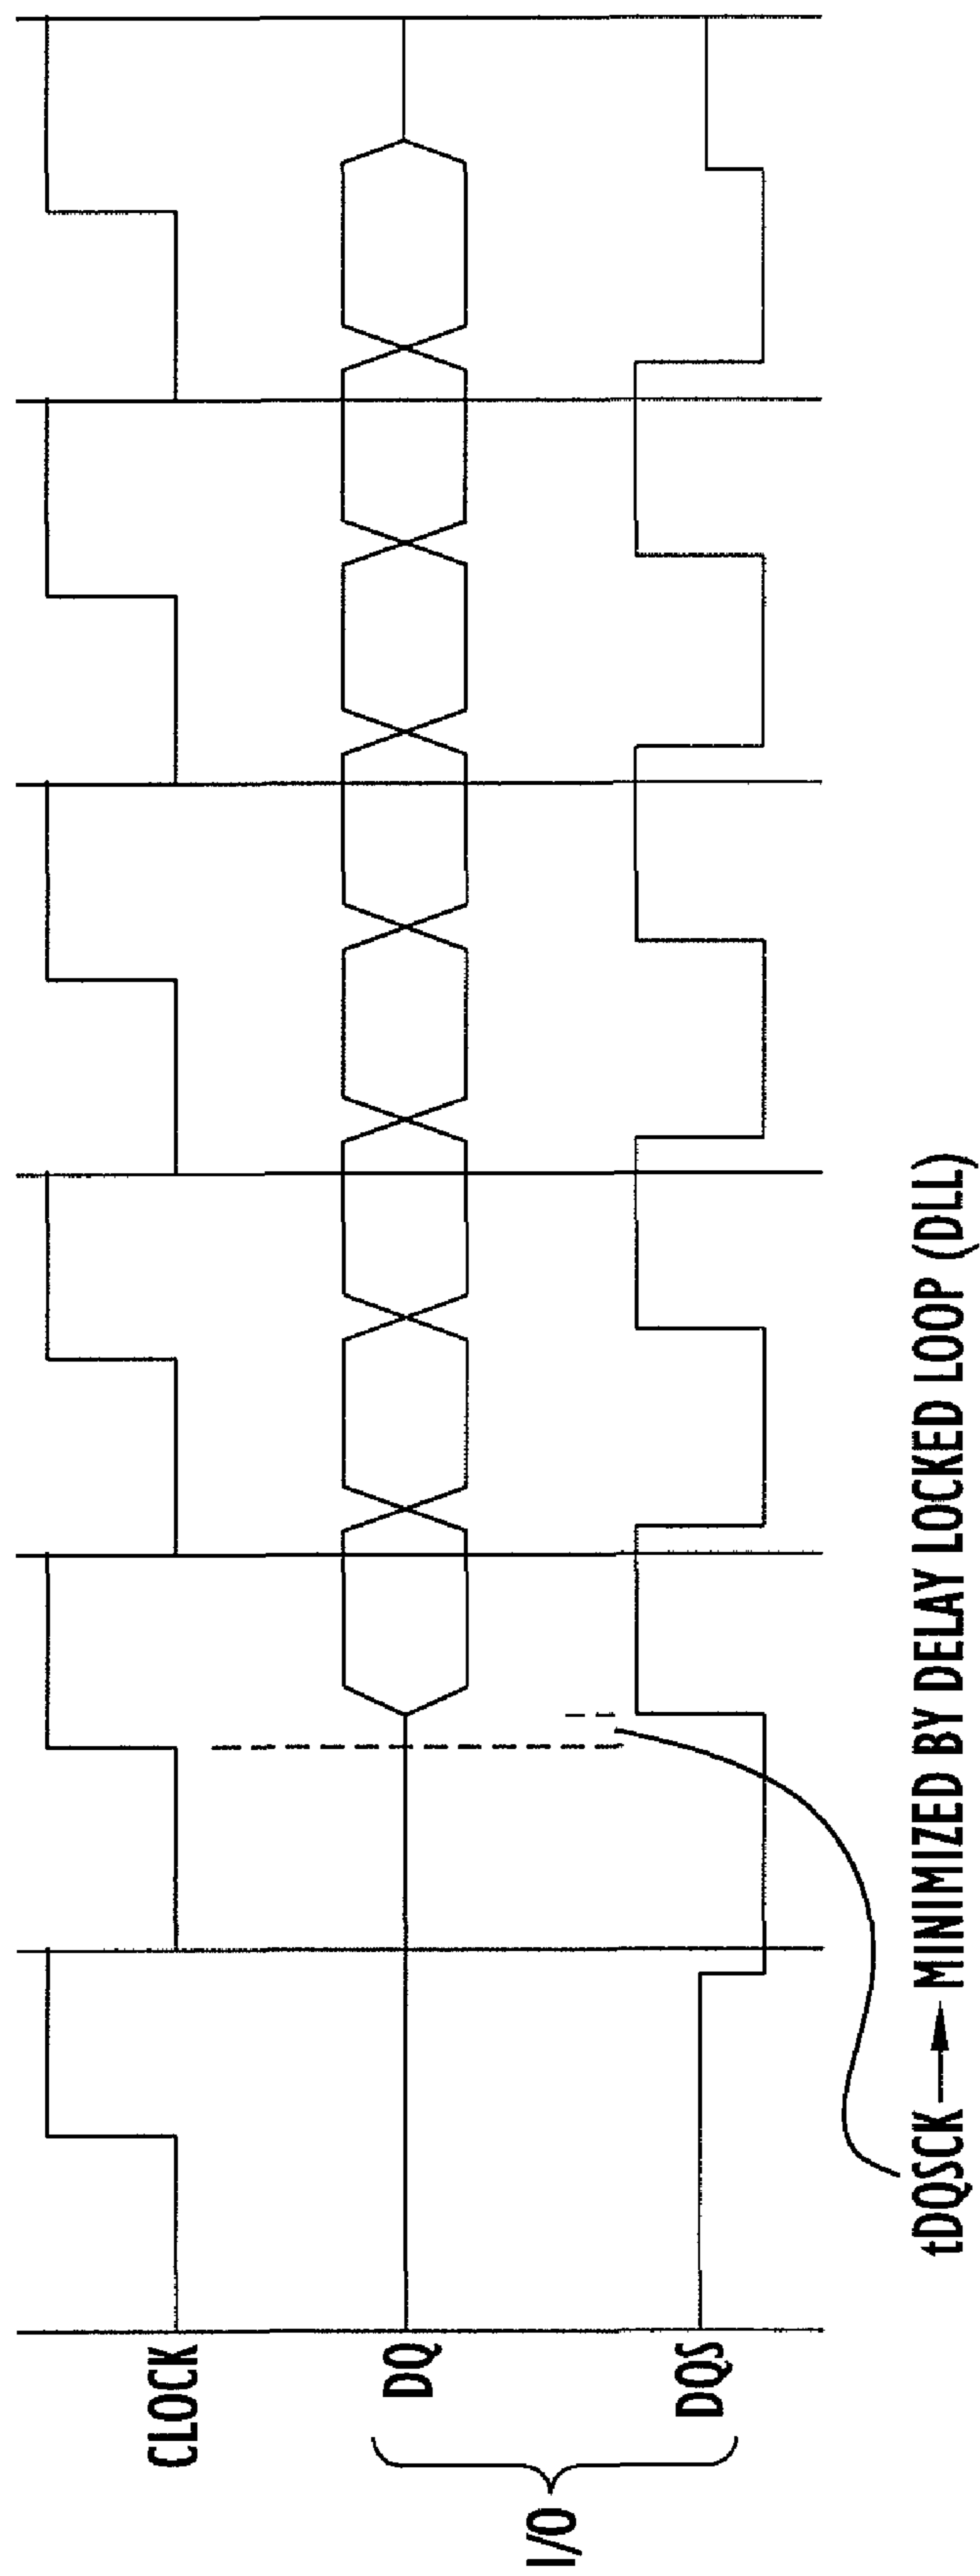 CLOCK
DQ
DQS
I/O
tDQSCK → MINIMIZED BY DELAY LOCKED LOOP (DLL)